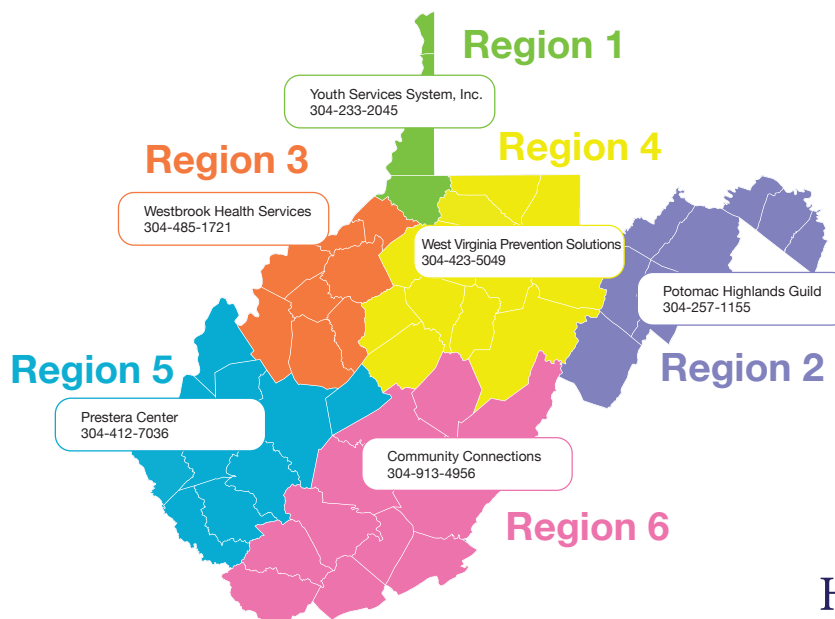 Region 1
Youth Services System, Inc.
304-233-2045
Region 3
Region 4
Westbrook Health Services
304-485-1721
West Virginia Prevention Solutions
304-423-5049
Potomac Highlands Guild
304-257-1155
Region 5
Region 2
Prestera Center
304-412-7036
Community Connections
304-913-4956
Region 6
H